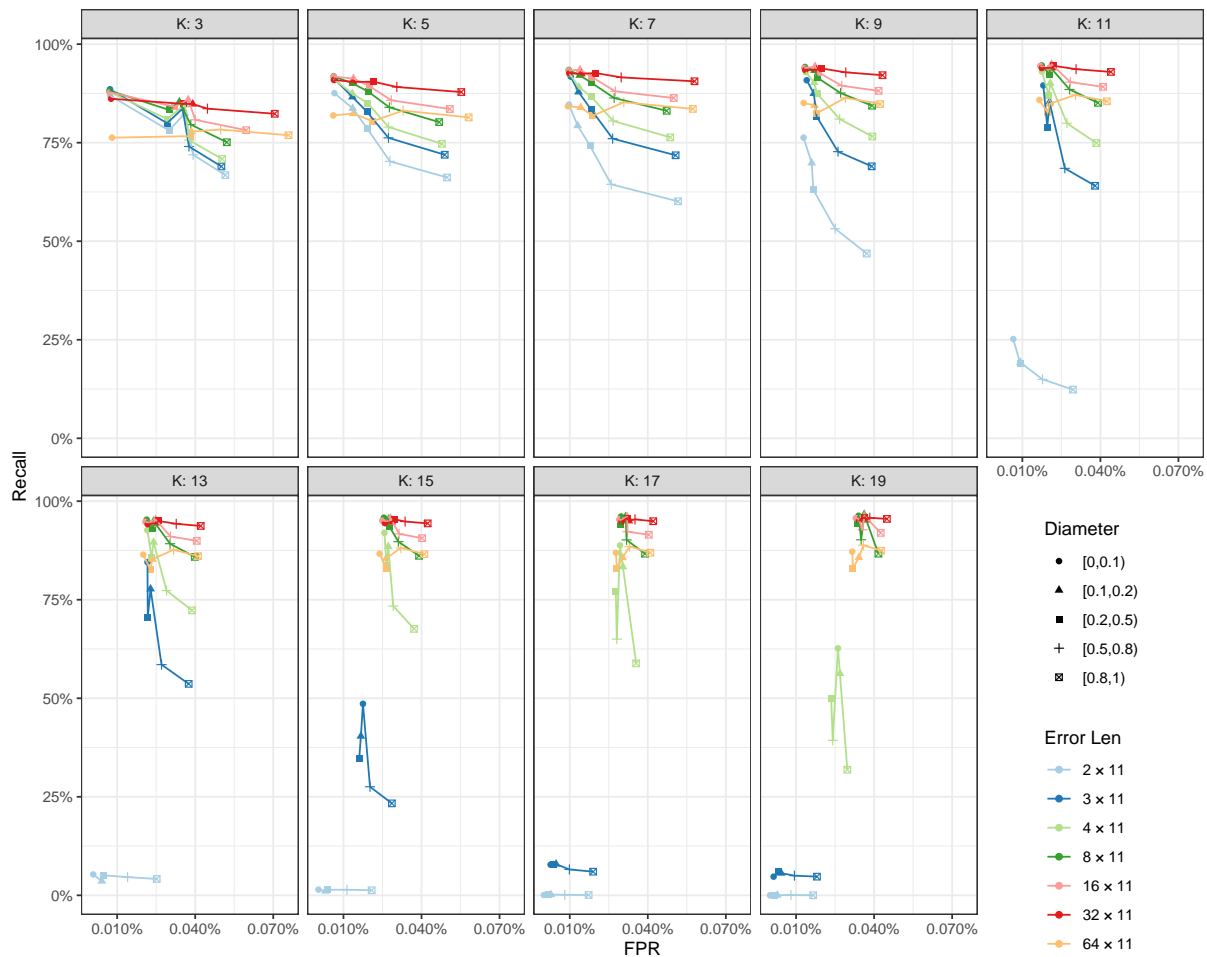 K: 3
K: 5
K: 7
K: 9
K: 11
100%
75%
50%
25%
0%
0.010%
0.040%
0.070%
K: 13
K: 15
K: 17
K: 19
100%
75%
50%
25%
0%
0.010%
0.040%
0.070%
0.010%
0.040%
0.070%
0.010%
0.040%
0.070%
0.010%
0.040%
0.070%
FPR
Recall
Diameter
[0,0.1)
[0.1,0.2)
[0.2,0.5)
[0.5,0.8)
[0.8,1)
Error Len
2 × 11
3 × 11
4 × 11
8 × 11
16 × 11
32 × 11
64 × 11